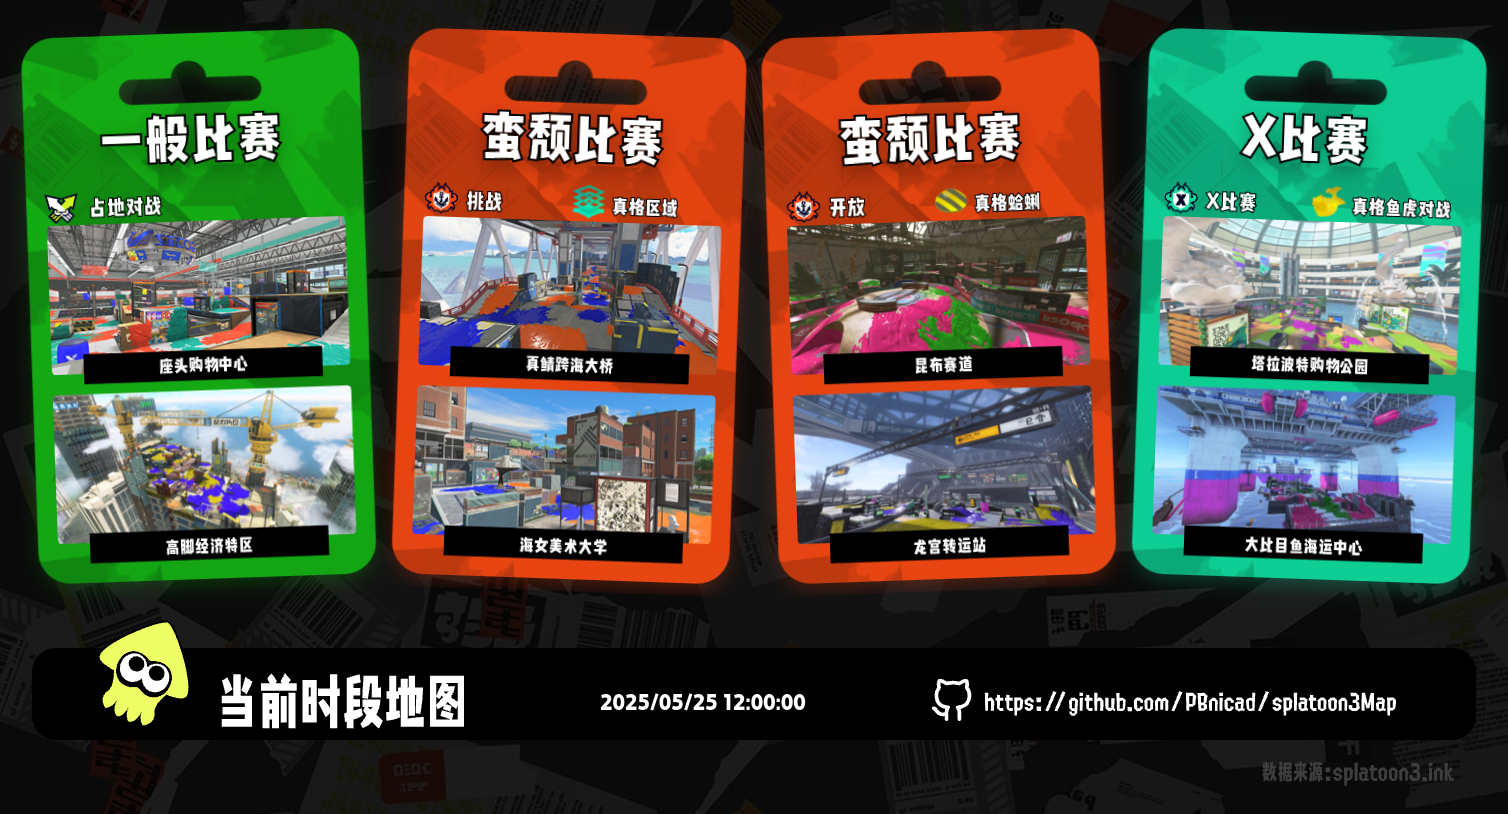 一般比赛
占地对战
座头购物中心
高脚经济特区
蛮颓比赛
挑战
真格区域
真鲭跨海大桥
海女美术大学
蛮颓比赛
开放
真格蛤蜊
昆布赛道
龙宫转运站
X比赛
X比赛
真格鱼虎对战
塔拉波特购物公园
大比目鱼海运中心
当前时段地图
2025/05/25 12:00:00
https://github.com/PBnicad/splatoon3Map
数据来源:splatoon3.ink